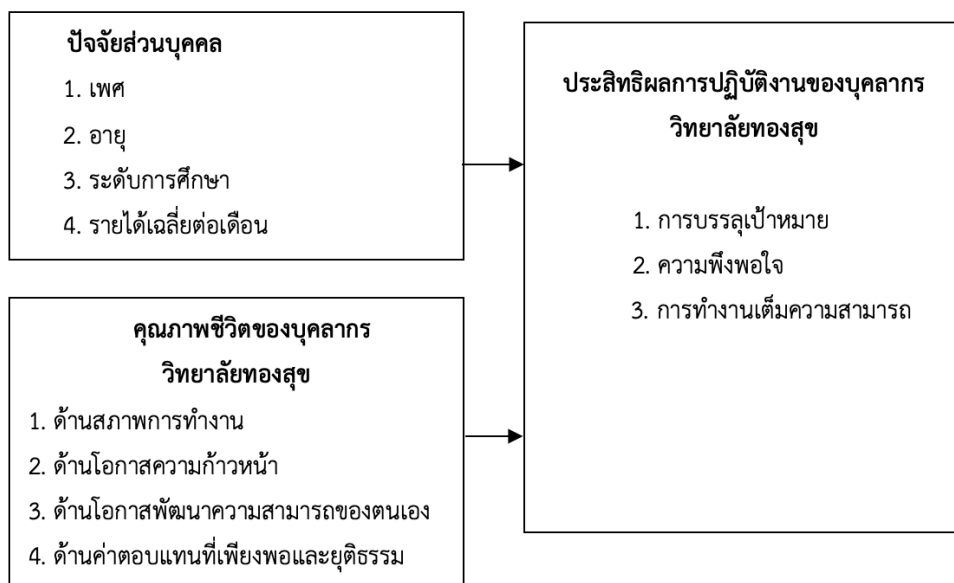 ปัจจัยส่วนบุคคล
1. เพศ
2. อายุ
3. ระดับการศึกษา
4. รายได้เฉลี่ยต่อเดือน
คุณภาพชีวิตของบุคลากร
วิทยาลัยทองสุข
1. ด้านสภาพการทำงาน
2. ด้านโอกาสความก้าวหน้า
3. ด้านโอกาสพัฒนาความสามารถของตนเอง
4. ด้านค่าตอบแทนที่เพียงพอและยุติธรรม
ประสิทธิผลการปฏิบัติงานของบุคลากร
วิทยาลัยทองสุข
1. การบรรลุเป้าหมาย
2. ความพึงพอใจ
3. การทำงานเต็มความสามารถ